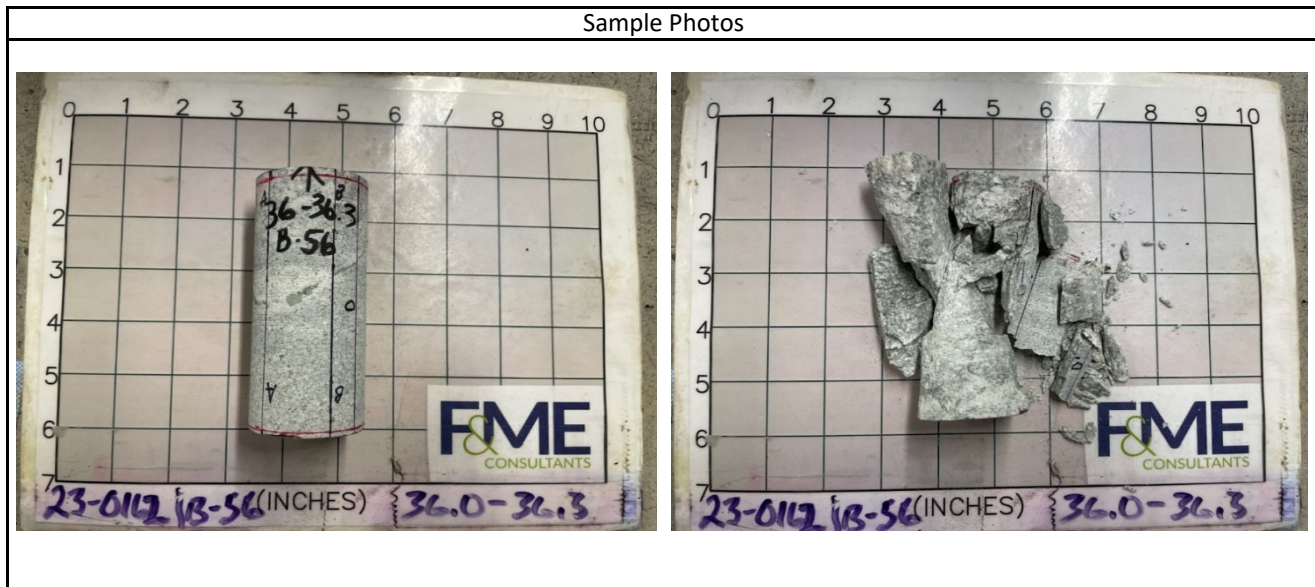 Sample Photos
0 1 2 3 4 5 6 7 8 9 10
1
2
3
4
5
6
7
A B
36-36.3
B-56
O
A B
F&ME
CONSULTANTS
23-0162 B-56 (INCHES) 36.0-36.3
0 1 2 3 4 5 6 7 8 9 10
1
2
3
4
5
6
7
F&ME
CONSULTANTS
23-0162 B-56 (INCHES) 36.0-36.3